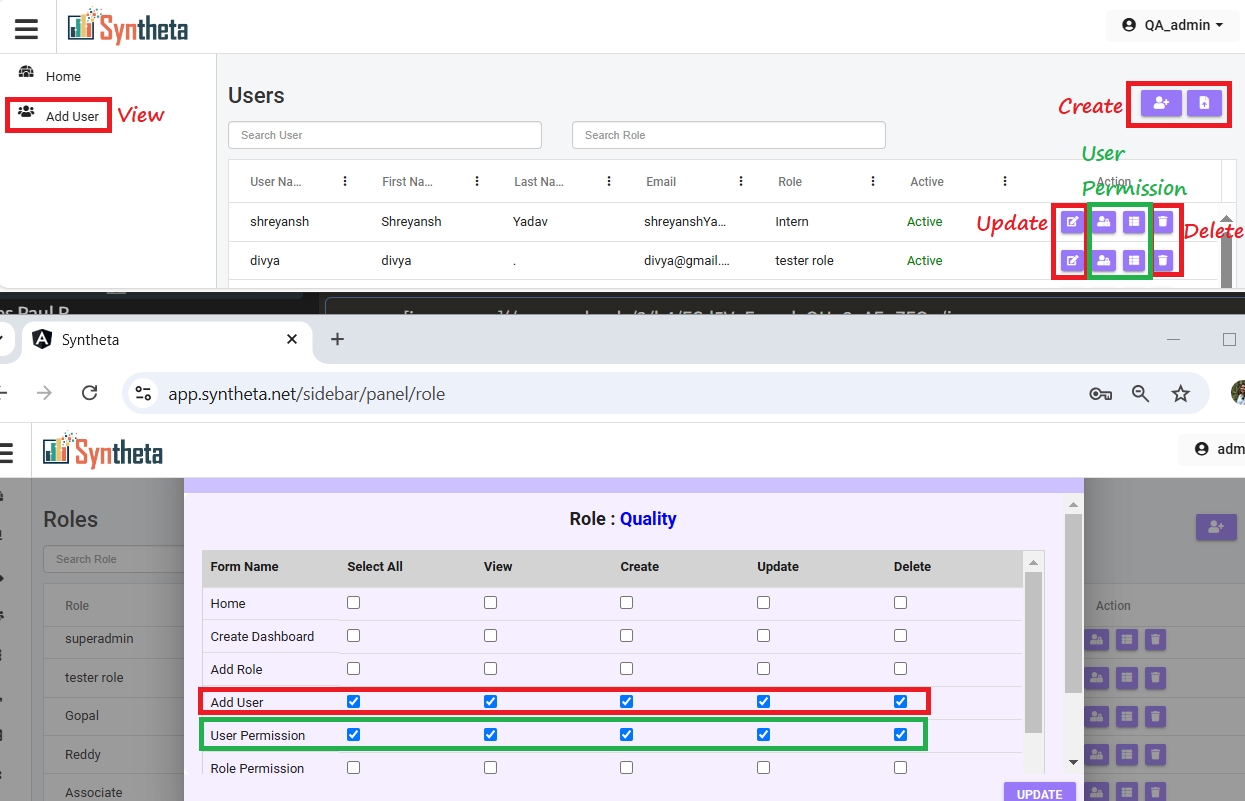 Syntheta
QA_admin
Home
Add User View
Users
Create
Search User Search Role
User
Permission
User Na... First Na... Last Na... Email Role Active Action
shreyansh Shreyansh Yadav shreyanshYa... Intern Active
Update
Delete
divya divya . divya@gmail.... tester role Active
Syntheta
app.syntheta.net/sidebar/panel/role
Syntheta
adm
Roles
Search Role
Role
Action
superadmin
tester role
Gopal
Reddy
Associate
Role : Quality
Form Name Select All View Create Update Delete
Home
Create Dashboard
Add Role
Add User
User Permission
Role Permission
UPDATE